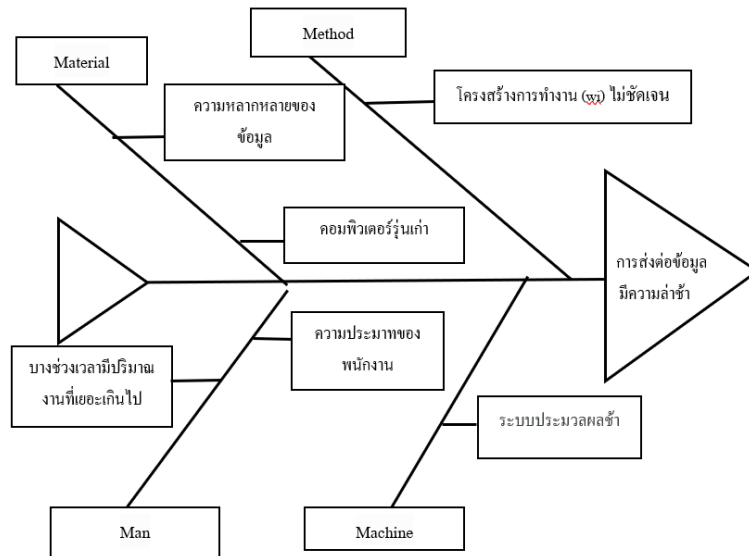 Method
Material
โครงสร้างการทำงาน (wi) ไม่ชัดเจน
ความหลากหลายของ
ข้อมูล
คอมพิวเตอร์รุ่นเก่า
การส่งต่อข้อมูล
มีความล่าช้า
ความประมาทของ
พนักงาน
บางช่วงเวลามีปริมาณ
งานที่เยอะเกินไป
ระบบประมวลผลช้า
Man
Machine